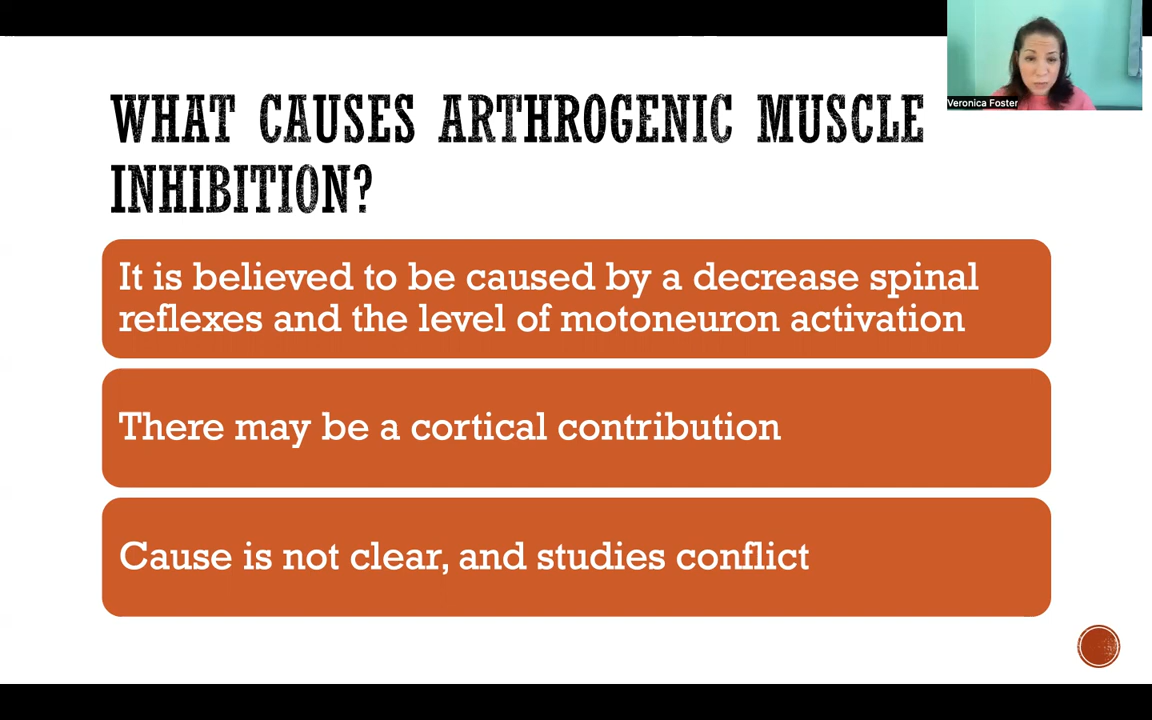 WHAT CAUSES ARTHROGENIC MUSCLE
INHIBITION?
Veronica Foster
It is believed to be caused by a decrease spinal
reflexes and the level of motoneuron activation
There may be a cortical contribution
Cause is not clear, and studies conflict